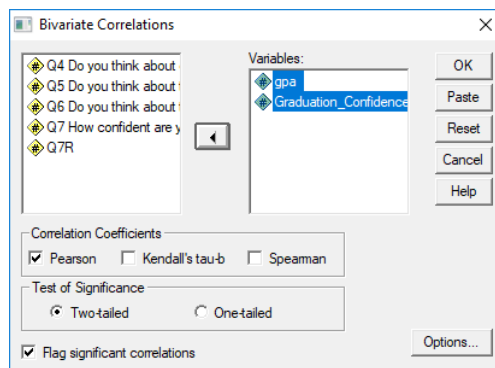 Bivariate Correlations
Q4 Do you think about
Q5 Do you think about
Q6 Do you think about
Q7 How confident are y
Q7R
Variables:
gpa
Graduation_Confidence
OK
Paste
Reset
Cancel
Help
Correlation Coefficients
Pearson Kendall's tau-b Spearman
Test of Significance
Two-tailed One-tailed
Flag significant correlations
Options...